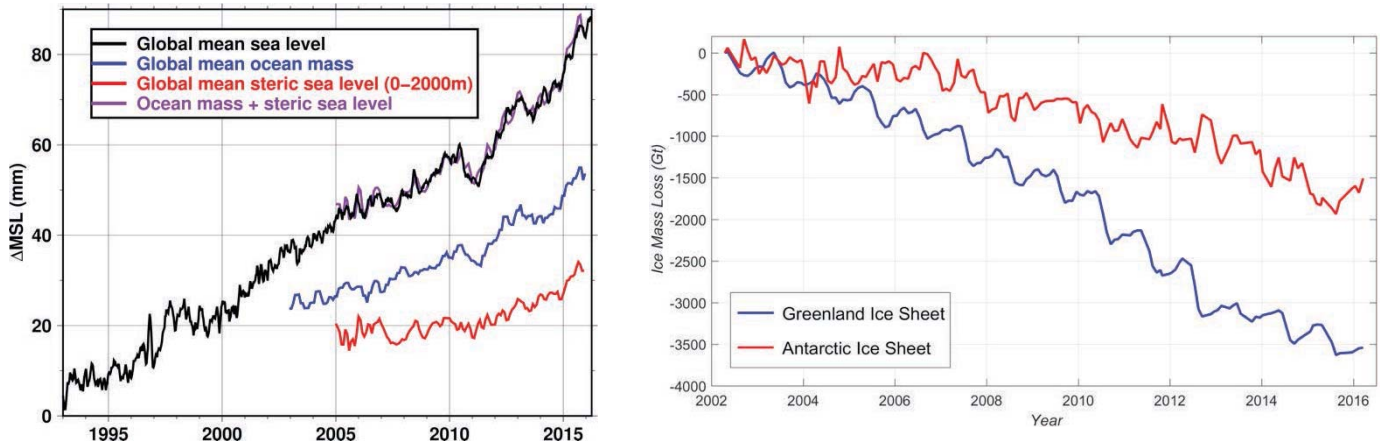 Global mean sea level
Global mean ocean mass
Global mean steric sea level (0−2000m)
Ocean mass + steric sea level
ΔMSL (mm)
80
60
40
20
0
1995 2000 2005 2010 2015
Ice Mass Loss (Gt)
0
-500
-1000
-1500
-2000
-2500
-3000
-3500
-4000
Greenland Ice Sheet
Antarctic Ice Sheet
2002 2004 2006 2008 2010 2012 2014 2016
Year